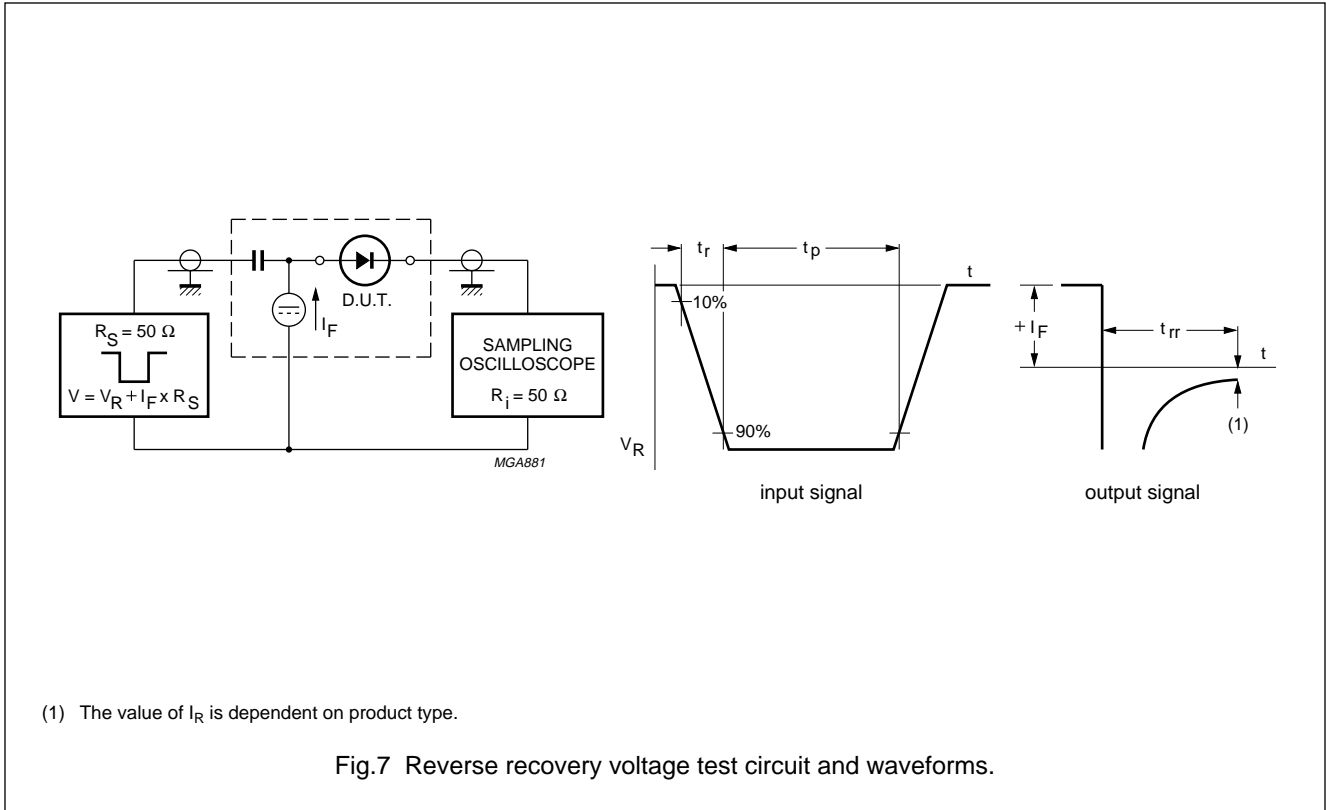 R_S = 50 Ω
V = V_R + I_F x R_S
I_F
D.U.T.
SAMPLING
OSCILLOSCOPE
R_i = 50 Ω
MGA881
t_r
t_p
t
10%
90%
V_R
input signal
+ I_F
t_rr
t
(1)
output signal
(1) The value of I_R is dependent on product type.
Fig.7 Reverse recovery voltage test circuit and waveforms.